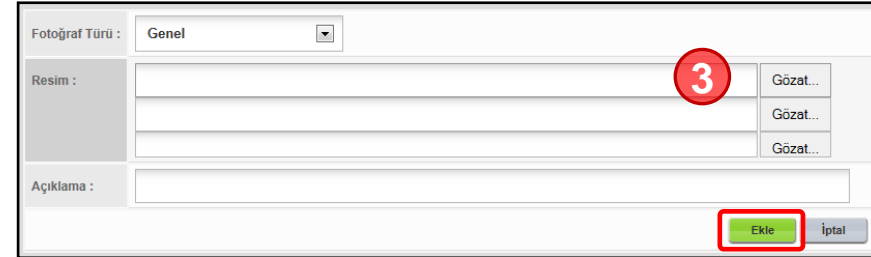 Fotoğraf Türü : Genel
Resim : 3 Gözat...
Gözat...
Gözat...
Açıklama :
Ekle İptal